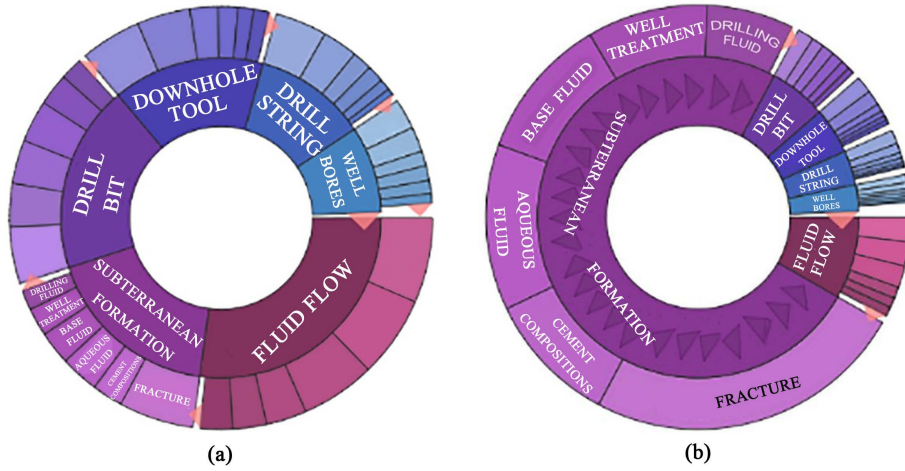 DOWNHOLE
TOOL
DRILL
STRING
WELL
BORES
DRILL
BIT
SUBTERRANEAN
FORMATION
DRILLING
FLUID
WELL
TREATMENT
BASE
FLUID
AQUEOUS
FLUID
CEMENT
COMPOSITIONS
FRACTURE
FLUID FLOW
(a)
WELL
TREATMENT
DRILLING
FLUID
BASE FLUID
AQUEOUS
FLUID
CEMENT
COMPOSITIONS
FRACTURE
SUBTERRANEAN
FORMATION
DRILL
BIT
DOWNHOLE
TOOL
DRILL
STRING
WELL
BORES
FLUID
FLOW
(b)